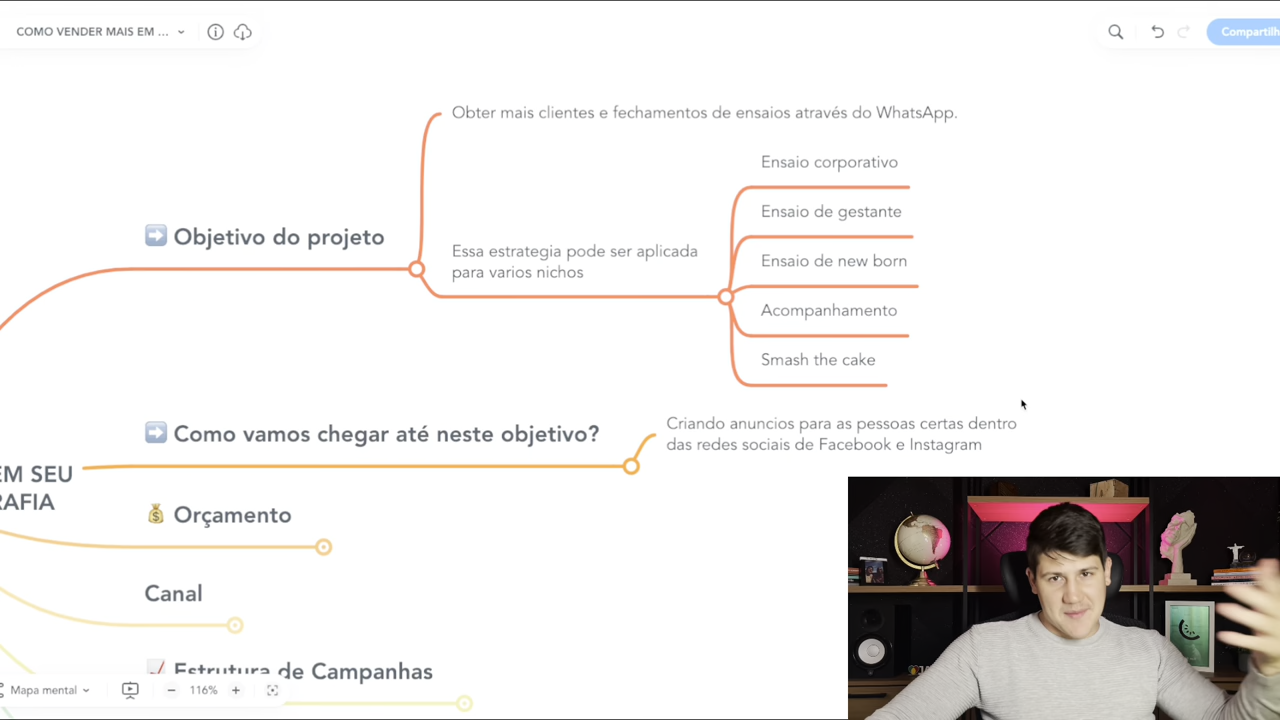 COMO VENDER MAIS EM ...
Compartilh
Obter mais clientes e fechamentos de ensaios através do WhatsApp.
Ensaio corporativo
Ensaio de gestante
➡️ Objetivo do projeto
Essa estrategia pode ser aplicada
para varios nichos
Ensaio de new born
Acompanhamento
Smash the cake
➡️ Como vamos chegar até neste objetivo?
Criando anuncios para as pessoas certas dentro
das redes sociais de Facebook e Instagram
EM SEU
RAFIA
💰 Orçamento
Canal
Estrutura de Campanhas
Mapa mental
116%